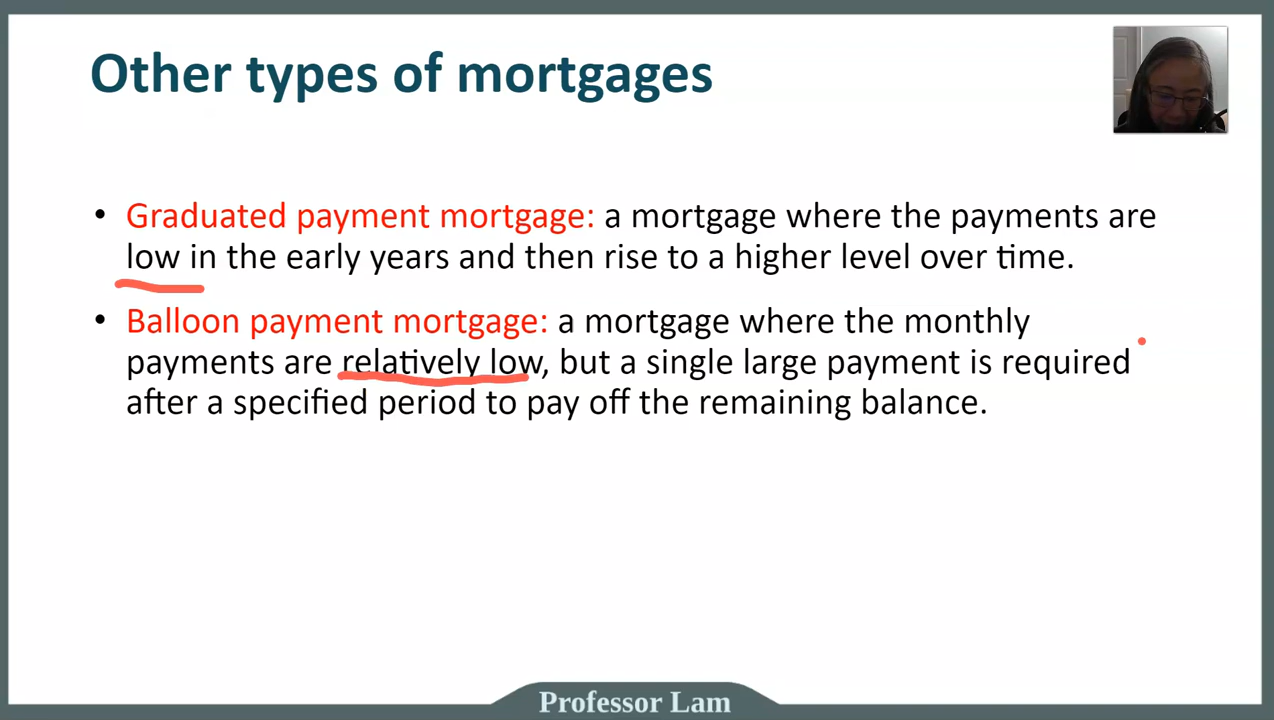 Other types of mortgages
• Graduated payment mortgage: a mortgage where the payments are
low in the early years and then rise to a higher level over time.
• Balloon payment mortgage: a mortgage where the monthly
payments are relatively low, but a single large payment is required
after a specified period to pay off the remaining balance.
Professor Lam